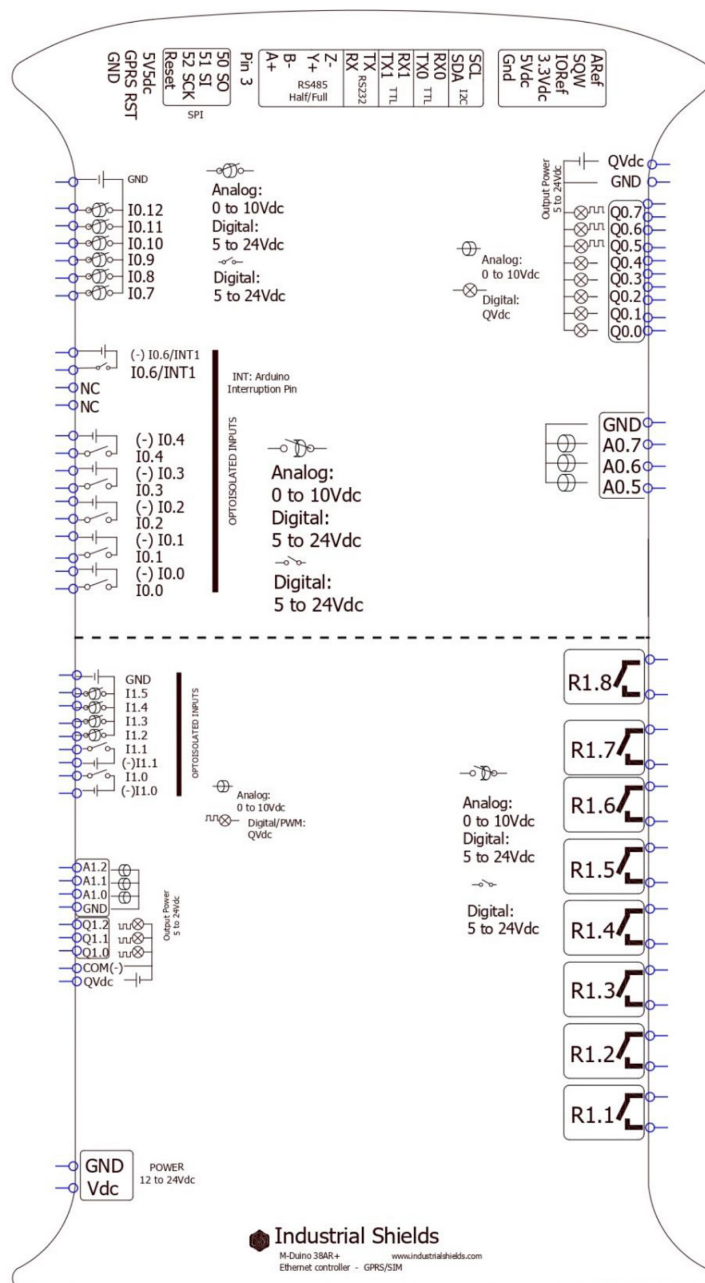 GND
GPRS RST
5V5dc
Reset
52 SCK
51 SI
50 SO
SPI
Pin 3
A+
B-
Y+
Z-
RS485
Half/Full
RX
TX
RS232
TX1
RX1
TTL
TX0
RX0
TTL
SDA
SCL
I2C
Gnd
5Vdc
3.3Vdc
IORef
SQW
ARef
GND
I0.12
I0.11
I0.10
I0.9
I0.8
I0.7
Analog:
0 to 10Vdc
Digital:
5 to 24Vdc
Digital:
5 to 24Vdc
Output Power
5 to 24Vdc
QVdc
GND
Q0.7
Q0.6
Q0.5
Q0.4
Q0.3
Q0.2
Q0.1
Q0.0
Analog:
0 to 10Vdc
Digital:
QVdc
(-) I0.6/INT1
I0.6/INT1
NC
NC
(-) I0.4
I0.4
(-) I0.3
I0.3
(-) I0.2
I0.2
(-) I0.1
I0.1
(-) I0.0
I0.0
OPTOISOLATED INPUTS
INT: Arduino
Interruption Pin
Analog:
0 to 10Vdc
Digital:
5 to 24Vdc
Digital:
5 to 24Vdc
GND
A0.7
A0.6
A0.5
GND
I1.5
I1.4
I1.3
I1.2
I1.1
(-)I1.1
I1.0
(-)I1.0
OPTOISOLATED INPUTS
Analog:
0 to 10Vdc
Digital/PWM:
QVdc
Analog:
0 to 10Vdc
Digital:
5 to 24Vdc
Digital:
5 to 24Vdc
R1.8
R1.7
R1.6
R1.5
R1.4
R1.3
R1.2
R1.1
A1.2
A1.1
A1.0
GND
Q1.2
Q1.1
Q1.0
COM(-)
QVdc
Output Power
5 to 24Vdc
GND
Vdc
POWER
12 to 24Vdc
Industrial Shields
M-Duino 38AR+ www.industrialshields.com
Ethernet controller - GPRS/SIM